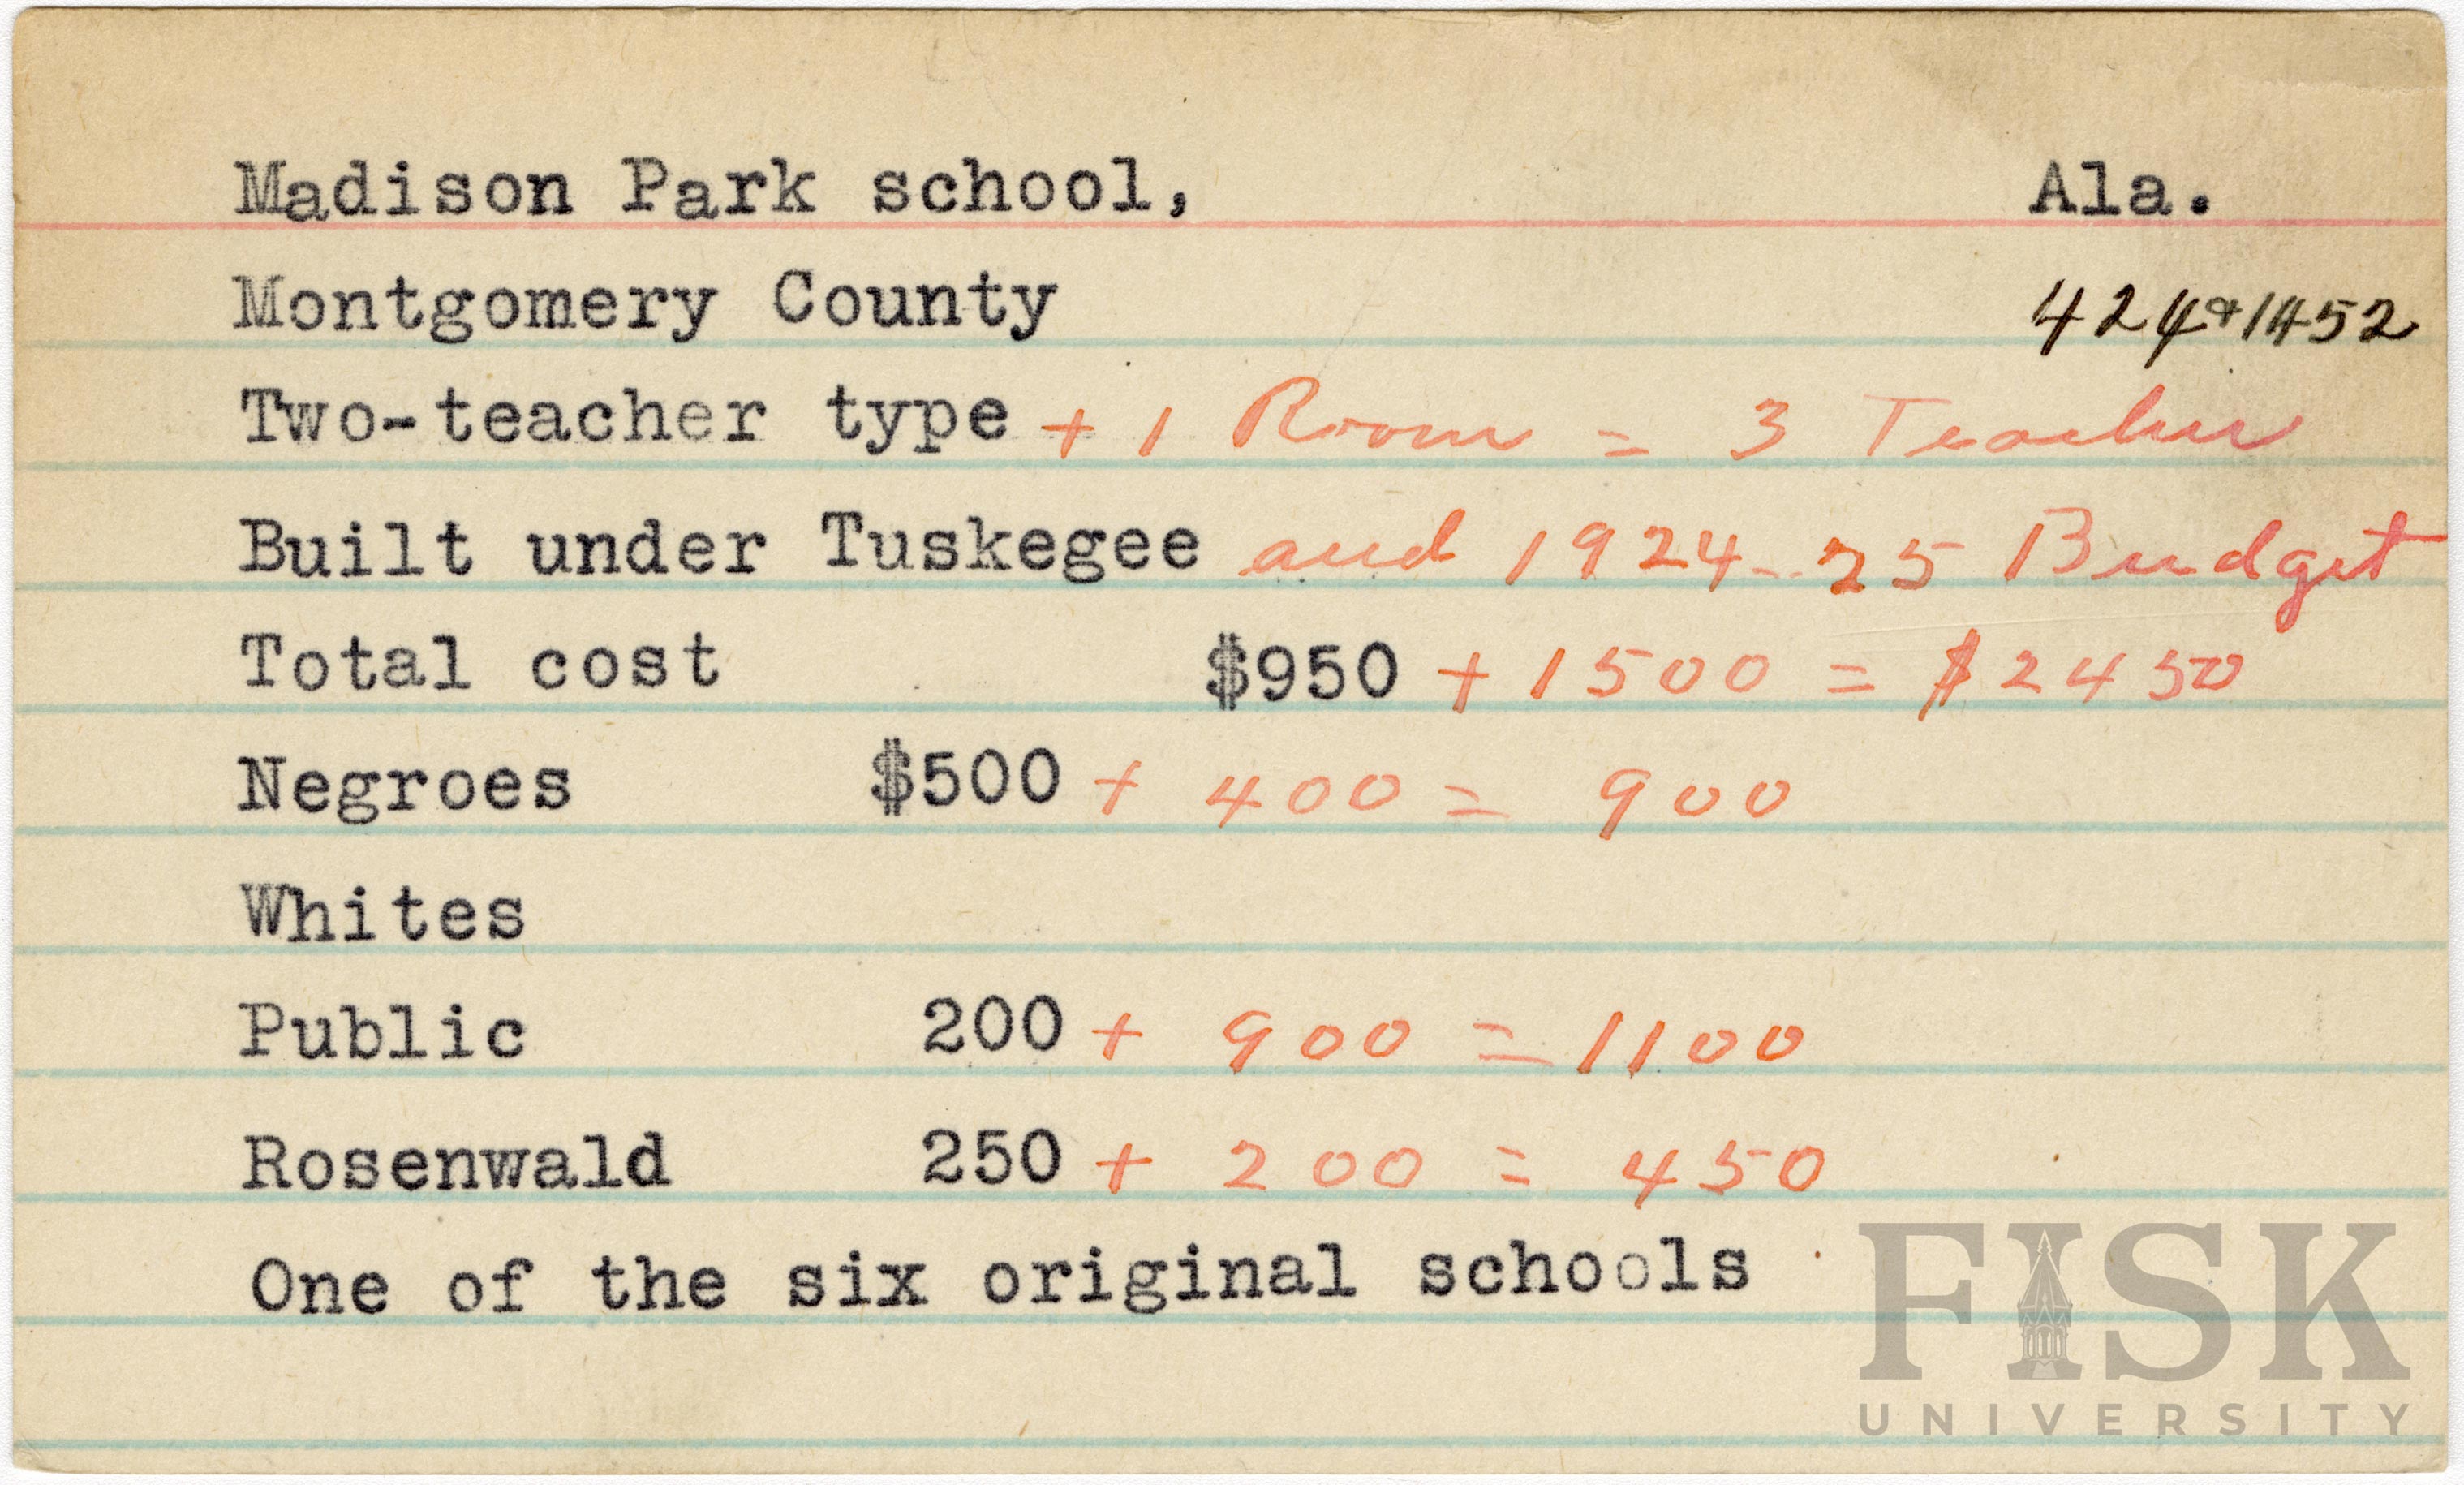 Madison Park school, Ala.
Montgomery County 424 & 1452
Two-teacher type + 1 Room = 3 Teacher
Built under Tuskegee and 1924-25 Budget
Total cost $950 + 1500 = $2450
Negroes $500 + 400 = 900
Whites
Public 200 + 900 = 1100
Rosenwald 250 + 200 = 450
One of the six original schools
FISK
UNIVERSITY